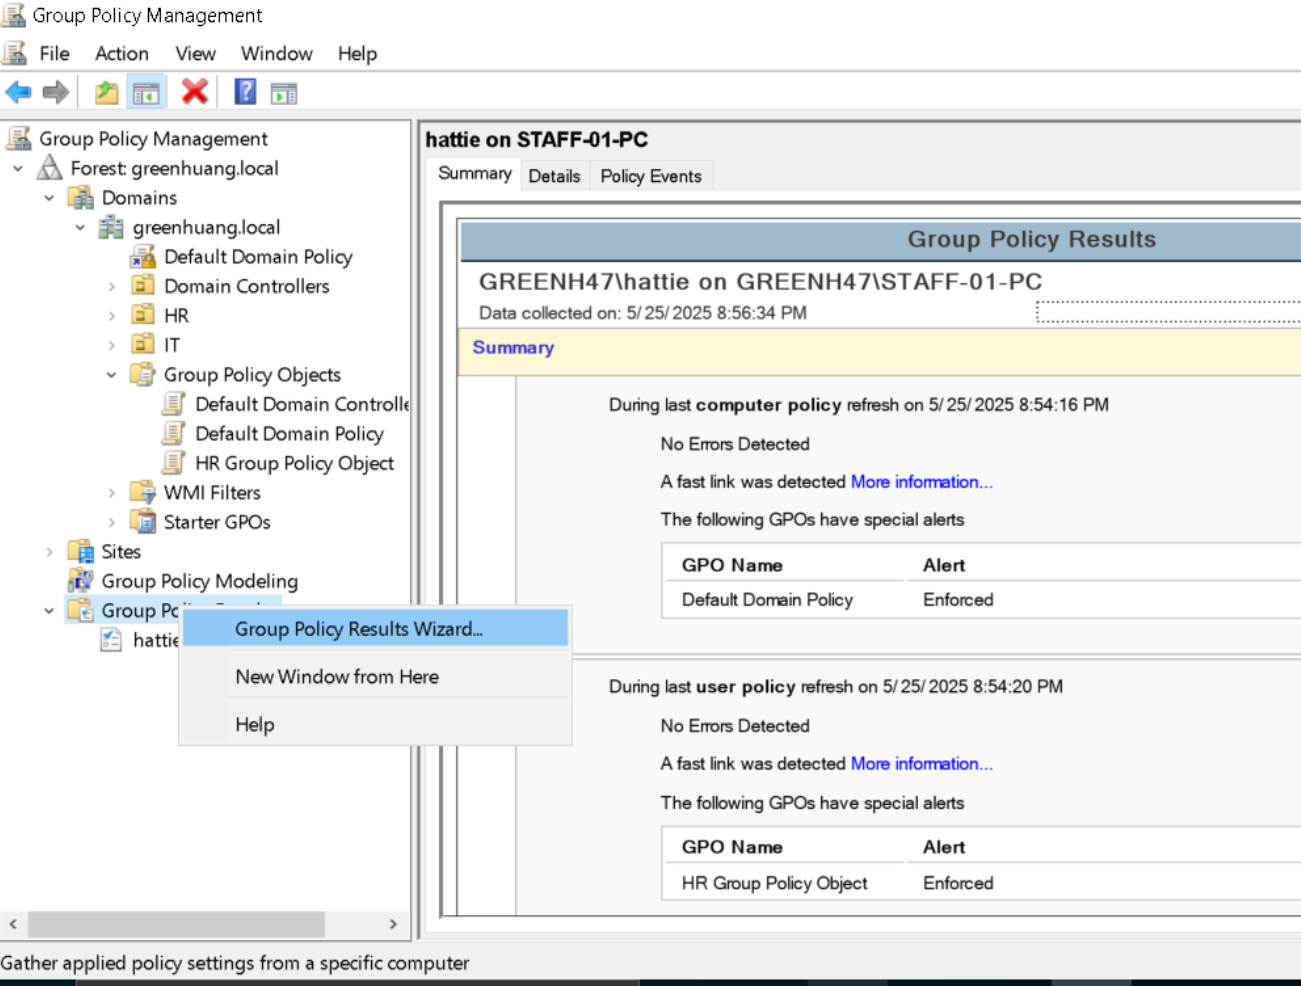 Group Policy Management
File Action View Window Help
Group Policy Management
Forest: greenhuang.local
Domains
greenhuang.local
Default Domain Policy
Domain Controllers
HR
IT
Group Policy Objects
Default Domain Controlle
Default Domain Policy
HR Group Policy Object
WMI Filters
Starter GPOs
Sites
Group Policy Modeling
Group Po
hattie
Group Policy Results Wizard...
New Window from Here
Help
hattie on STAFF-01-PC
Summary Details Policy Events
Group Policy Results
GREENH47\hattie on GREENH47\STAFF-01-PC
Data collected on: 5/25/2025 8:56:34 PM
Summary
During last computer policy refresh on 5/25/2025 8:54:16 PM
No Errors Detected
A fast link was detected More information...
The following GPOs have special alerts
GPO Name Alert
Default Domain Policy Enforced
During last user policy refresh on 5/25/2025 8:54:20 PM
No Errors Detected
A fast link was detected More information...
The following GPOs have special alerts
GPO Name Alert
HR Group Policy Object Enforced
Gather applied policy settings from a specific computer